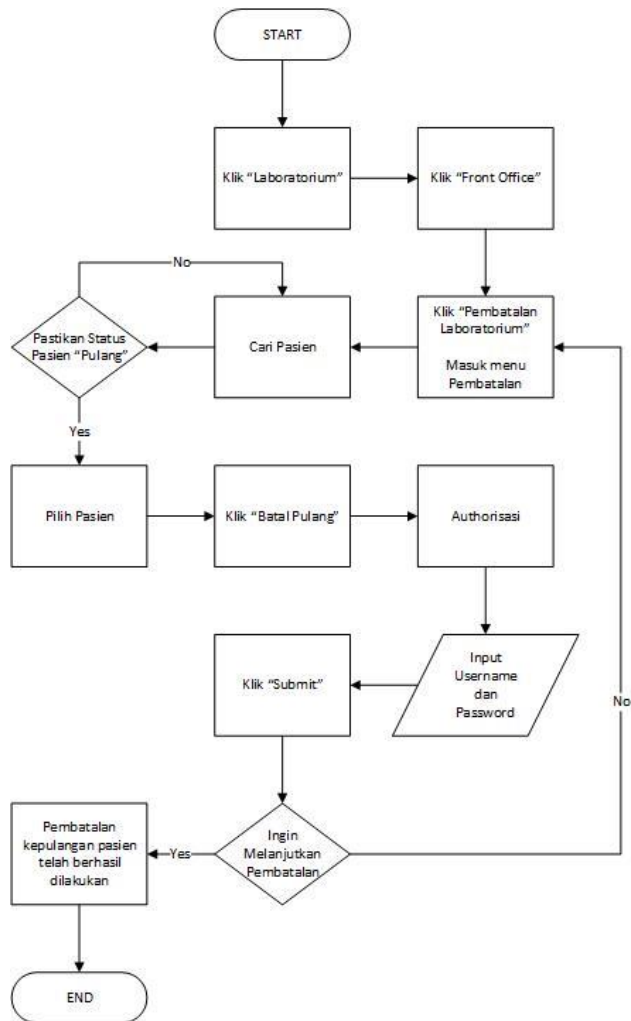 START
Klik “Laboratorium”
Klik “Front Office”
No
Pastikan Status
Pasien “Pulang”
Cari Pasien
Klik “Pembatalan
Laboratorium”
Masuk menu
Pembatalan
Yes
Pilih Pasien
Klik “Batal Pulang”
Authorisasi
Klik “Submit”
Input
Username
dan
Password
No
Pembatalan
kepulangan pasien
telah berhasil
dilakukan
Yes
Ingin
Melanjutkan
Pembatalan
END